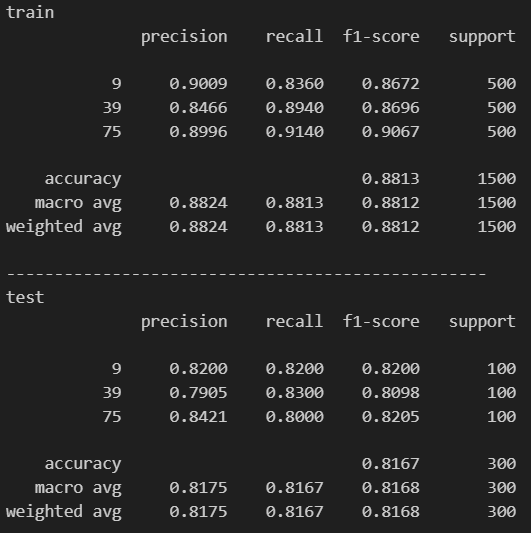 train
precision recall f1-score support
9 0.9009 0.8360 0.8672 500
39 0.8466 0.8940 0.8696 500
75 0.8996 0.9140 0.9067 500
accuracy 0.8813 1500
macro avg 0.8824 0.8813 0.8812 1500
weighted avg 0.8824 0.8813 0.8812 1500
--------------------------------------------------
test
precision recall f1-score support
9 0.8200 0.8200 0.8200 100
39 0.7905 0.8300 0.8098 100
75 0.8421 0.8000 0.8205 100
accuracy 0.8167 300
macro avg 0.8175 0.8167 0.8168 300
weighted avg 0.8175 0.8167 0.8168 300